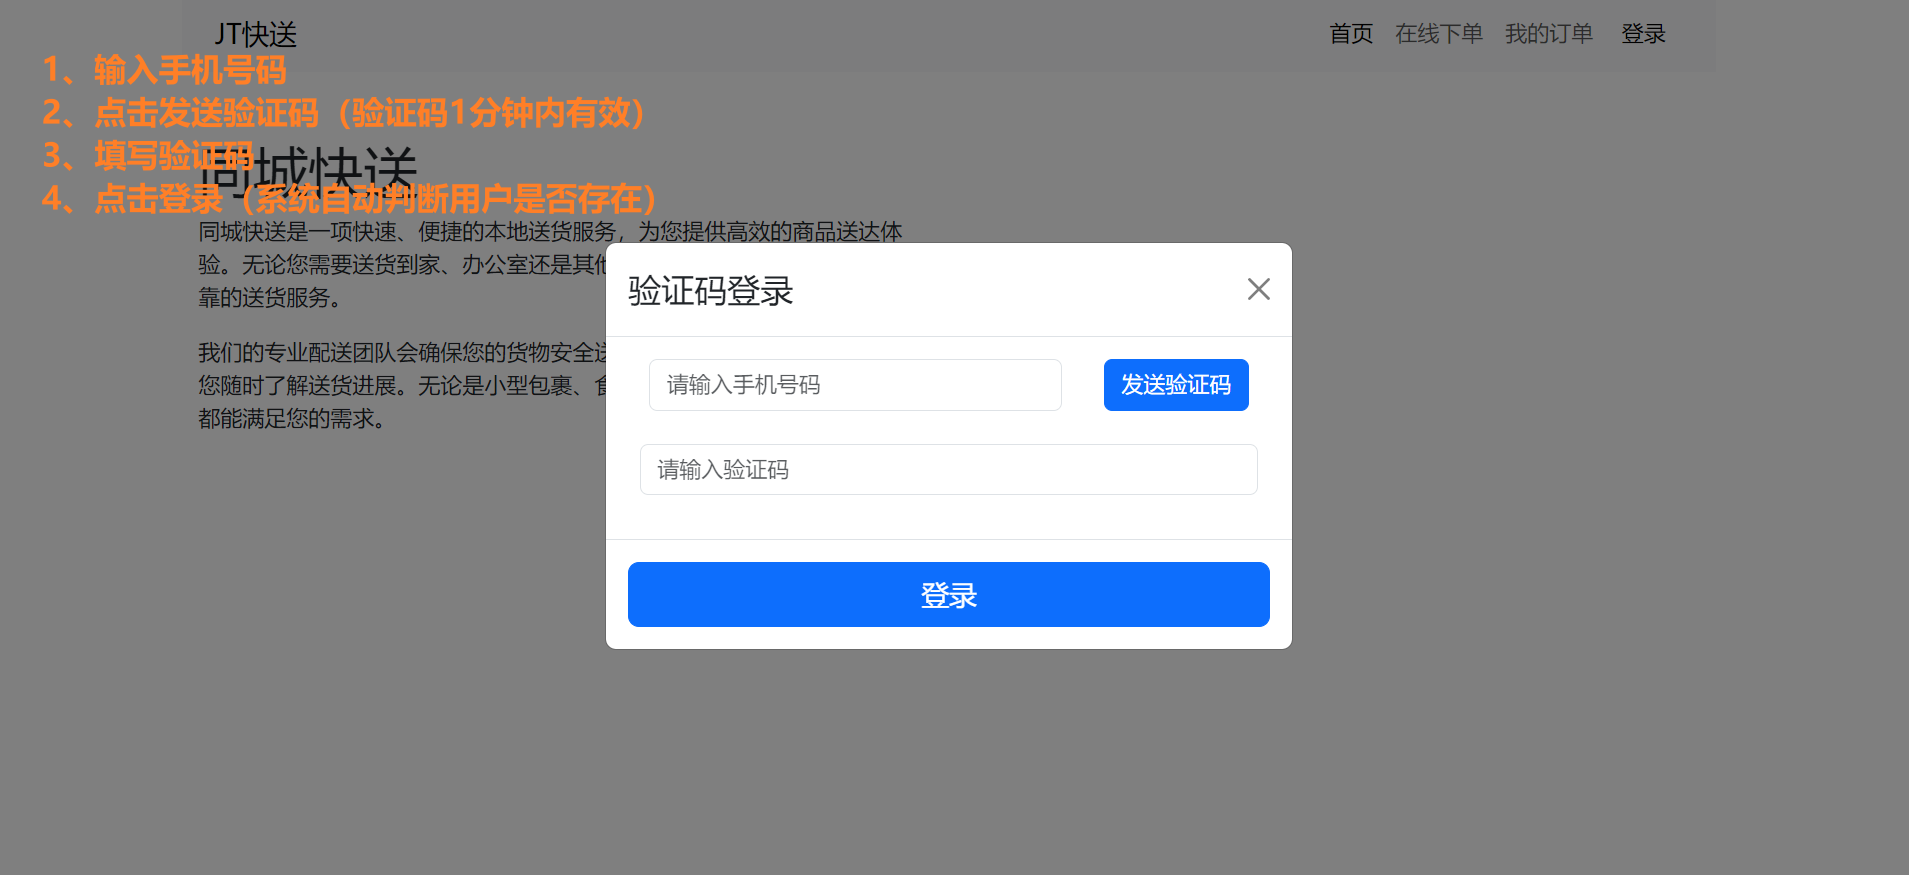 JT快送
首页 在线下单 我的订单 登录
1、输入手机号码
2、点击发送验证码（验证码1分钟内有效）
3、填写验证码
同城快送
4、点击登录（系统自动判断用户是否存在）
同城快送是一项快速、便捷的本地送货服务，为您提供高效的商品送达体
验。无论您需要送货到家、办公室还是其他
靠的送货服务。
我们的专业配送团队会确保您的货物安全送
您随时了解送货进展。无论是小型包裹、食
都能满足您的需求。
验证码登录
请输入手机号码 发送验证码
请输入验证码
登录